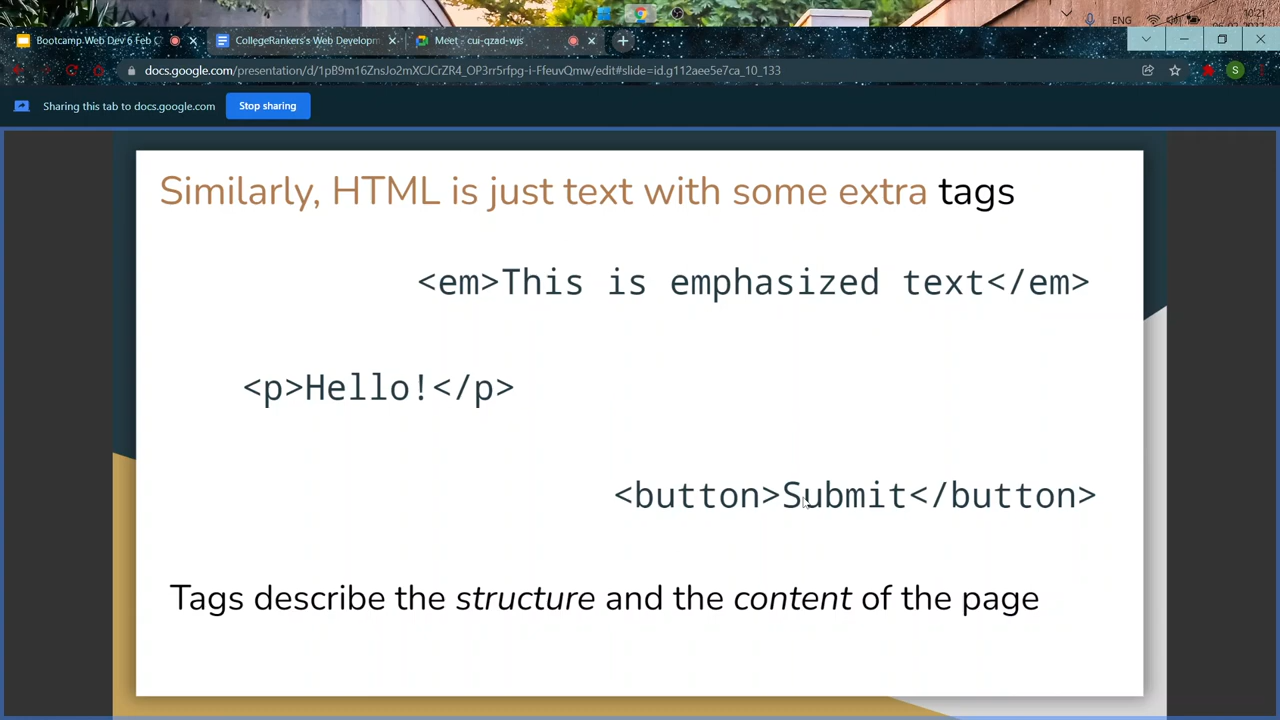 ENG
10:21
Bootcamp Web Dev 6 Feb C
CollegeRankers's Web Developm
Meet - cui-qzad-wjs
docs.google.com/presentation/d/1pB9m16ZnsJo2mXCJCrZR4_OP3rr5rfpg-i-FfeuvQmw/edit#slide=id.g112aee5e7ca_10_133
S
Sharing this tab to docs.google.com
Stop sharing
Similarly, HTML is just text with some extra tags
<em>This is emphasized text</em>
<p>Hello!</p>
<button>Submit</button>
Tags describe the structure and the content of the page